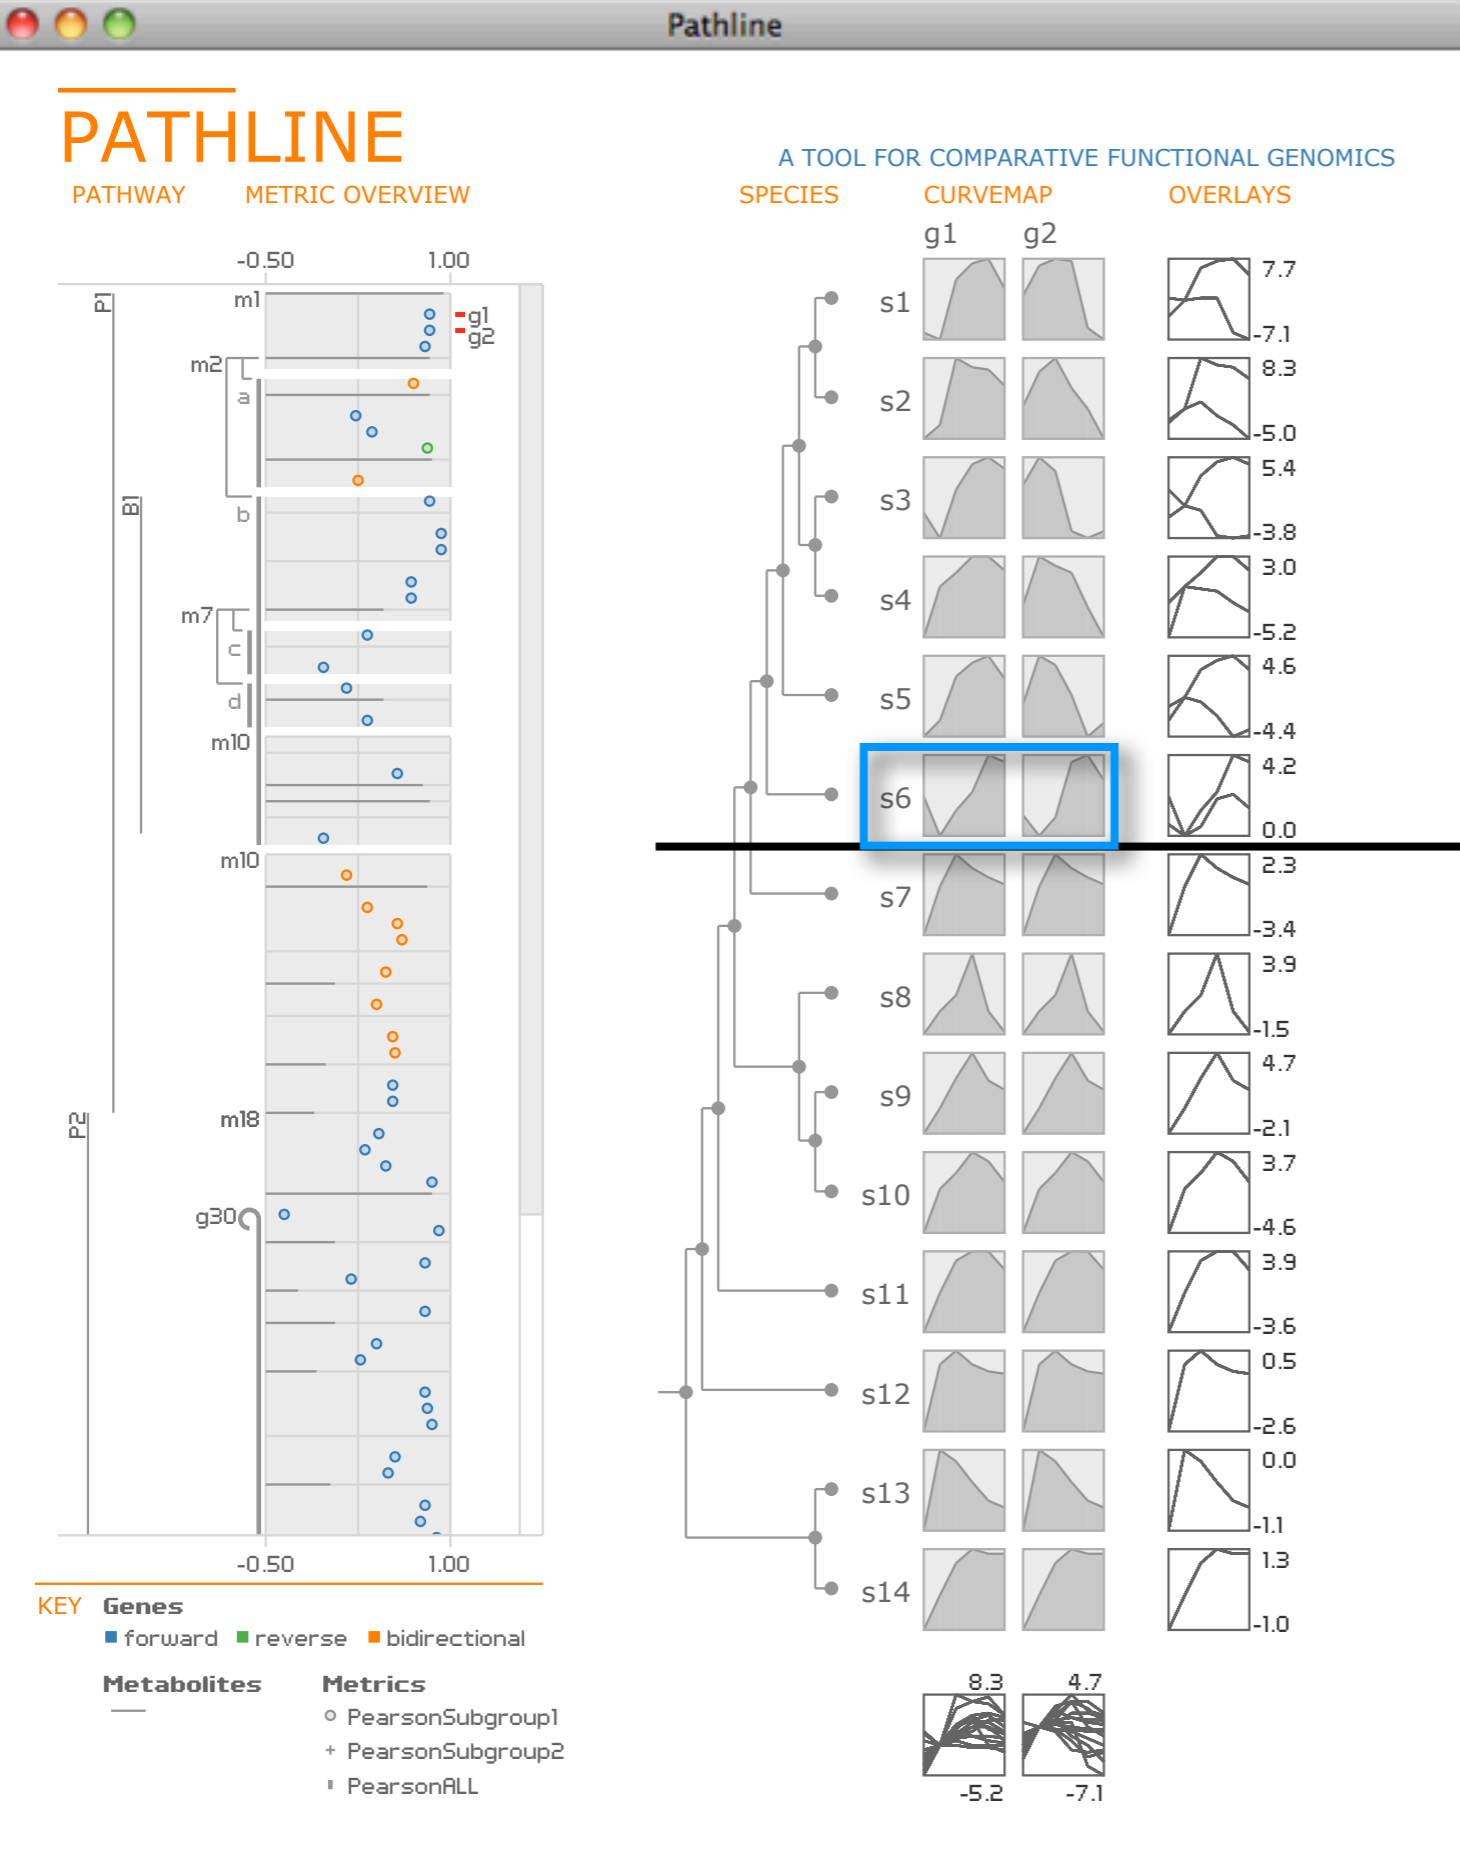 Pathline
PATHLINE
A TOOL FOR COMPARATIVE FUNCTIONAL GENOMICS
PATHWAY METRIC OVERVIEW SPECIES CURVEMAP OVERLAYS
g1 g2
-0.50 1.00
P1
m1
g1
g2
m2
a
B1
b
m7
c
d
m10
m10
P2
m18
g30
-0.50 1.00
s1 7.7
-7.1
s2 8.3
-5.0
s3 5.4
-3.8
s4 3.0
-5.2
s5 4.6
-4.4
s6 4.2
0.0
s7 2.3
-3.4
s8 3.9
-1.5
s9 4.7
-2.1
s10 3.7
-4.6
s11 3.9
-3.6
s12 0.5
-2.6
s13 0.0
-1.1
s14 1.3
-1.0
8.3 4.7
-5.2 -7.1
KEY Genes
forward reverse bidirectional
Metabolites Metrics
PearsonSubgroup1
PearsonSubgroup2
PearsonALL